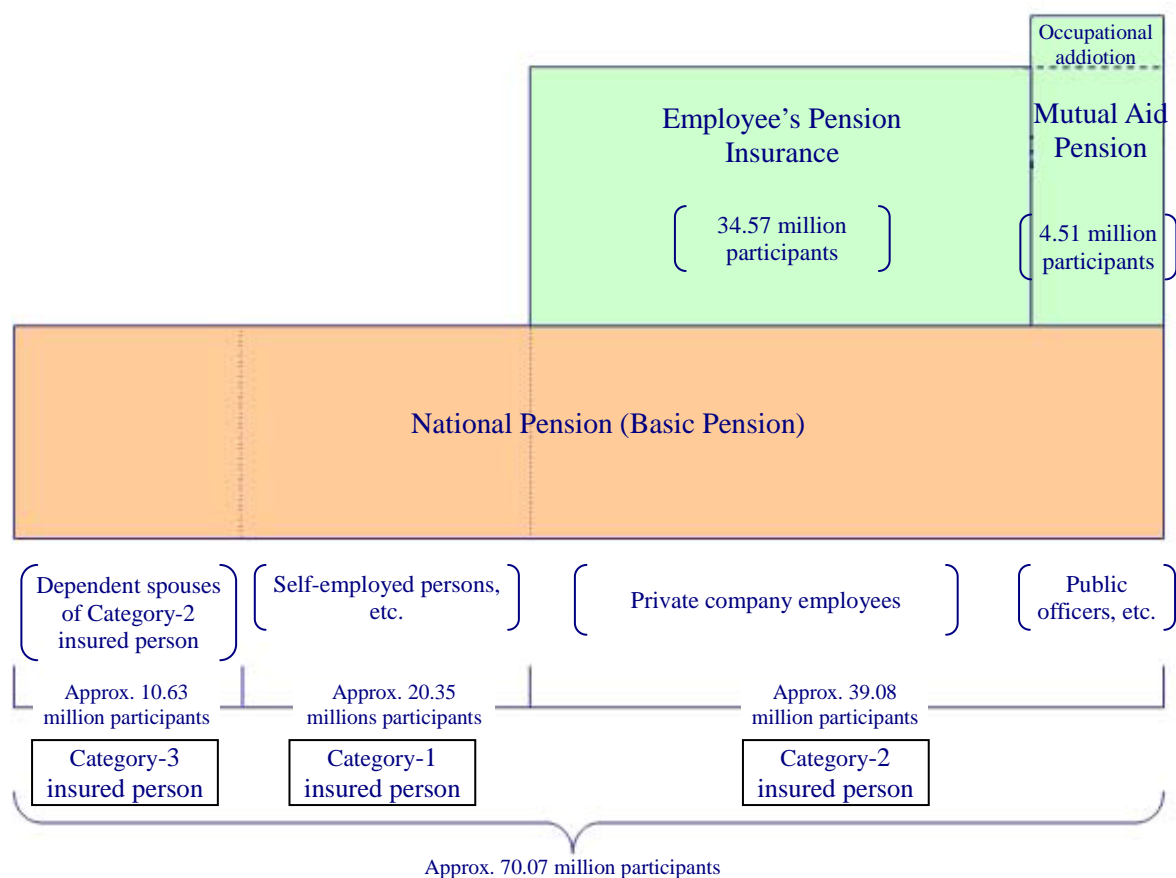 Occupational
addiotion
Employee's Pension
Insurance
Mutual Aid
Pension
34.57 million
participants
4.51 million
participants
National Pension (Basic Pension)
Dependent spouses
of Category-2
insured person
Self-employed persons,
etc.
Private company employees
Public
officers, etc.
Approx. 10.63
million participants
Approx. 20.35
millions participants
Approx. 39.08
million participants
Category-3
insured person
Category-1
insured person
Category-2
insured person
Approx. 70.07 million participants